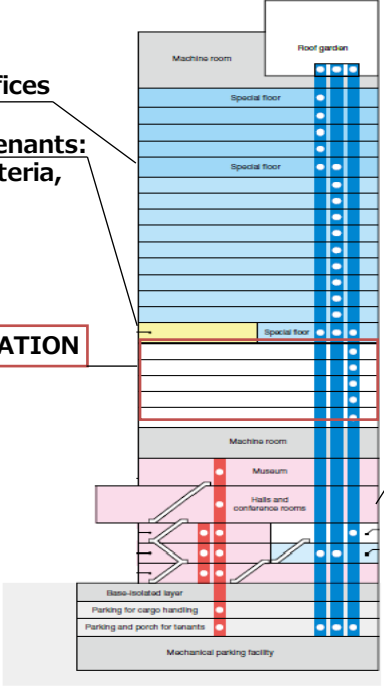 Roof garden
Machine room
fices
Special floor
enants:
teria,
Special floor
Special floor
ATION
Machine room
Museum
Halls and
conference rooms
Base-isolated layer
Parking for cargo handling
Parking and porch for tenants
Mechanical parking facility